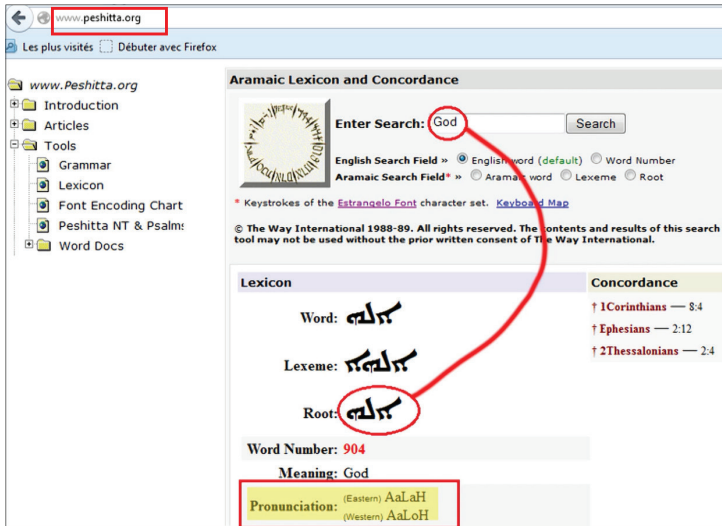 www.peshitta.org
Les plus visités Débuter avec Firefox
www.Peshitta.org
Introduction
Articles
Tools
Grammar
Lexicon
Font Encoding Chart
Peshitta NT & Psalms
Word Docs
Aramaic Lexicon and Concordance
Enter Search: God Search
English Search Field » English word (default) Word Number
Aramaic Search Field* » Aramaic word Lexeme Root
* Keystrokes of the Estrangelo Font character set. Keyboard Map
© The Way International 1988-89. All rights reserved. The contents and results of this search
tool may not be used without the prior written consent of The Way International.
Lexicon
Word: ܐܠܗ
Lexeme: ܐܠܗܐ
Root: ܐܠܗ
Word Number: 904
Meaning: God
Pronunciation: (Eastern) AaLaH
(Western) AaLoH
Concordance
† 1Corinthians — 8:4
† Ephesians — 2:12
† 2Thessalonians — 2:4